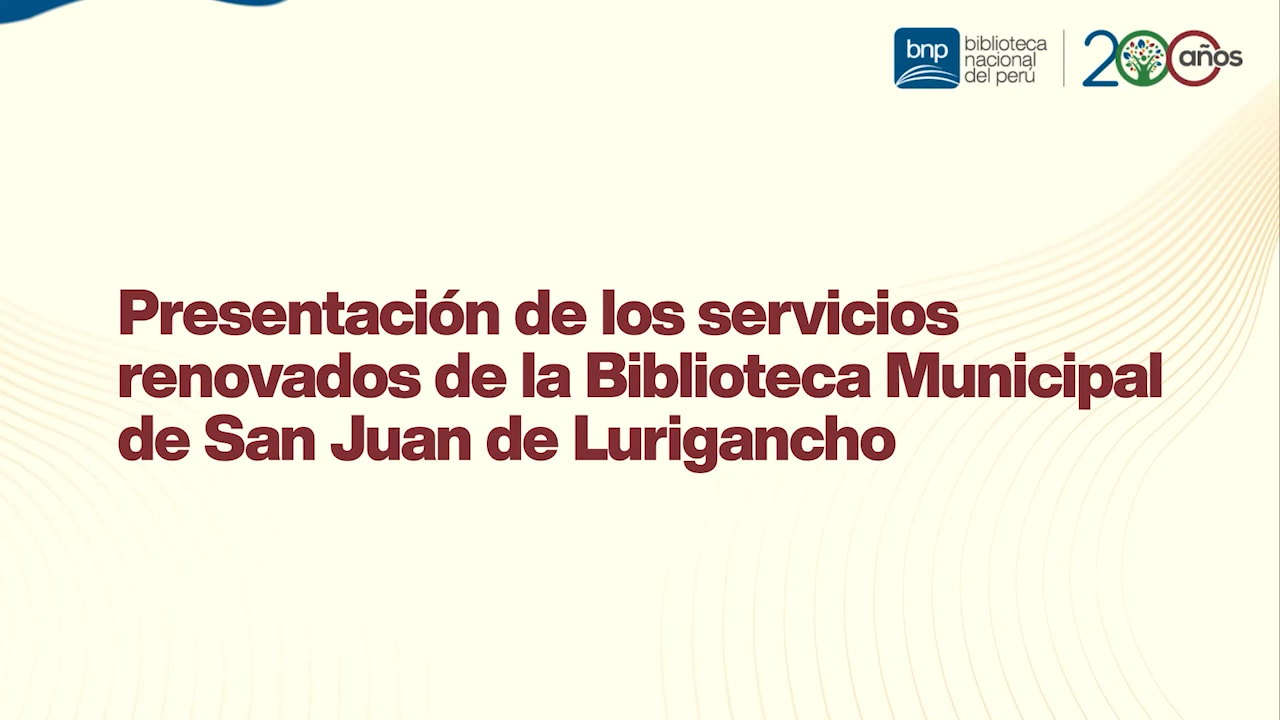 bnp
biblioteca
nacional
del perú
200 años
Presentación de los servicios
renovados de la Biblioteca Municipal
de San Juan de Lurigancho